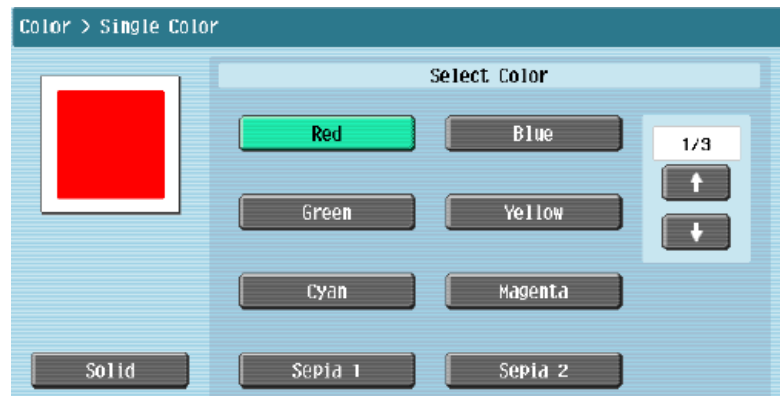 Color > Single Color
Select Color
Red Blue
1/3
Green Yellow
Cyan Magenta
Solid Sepia 1 Sepia 2